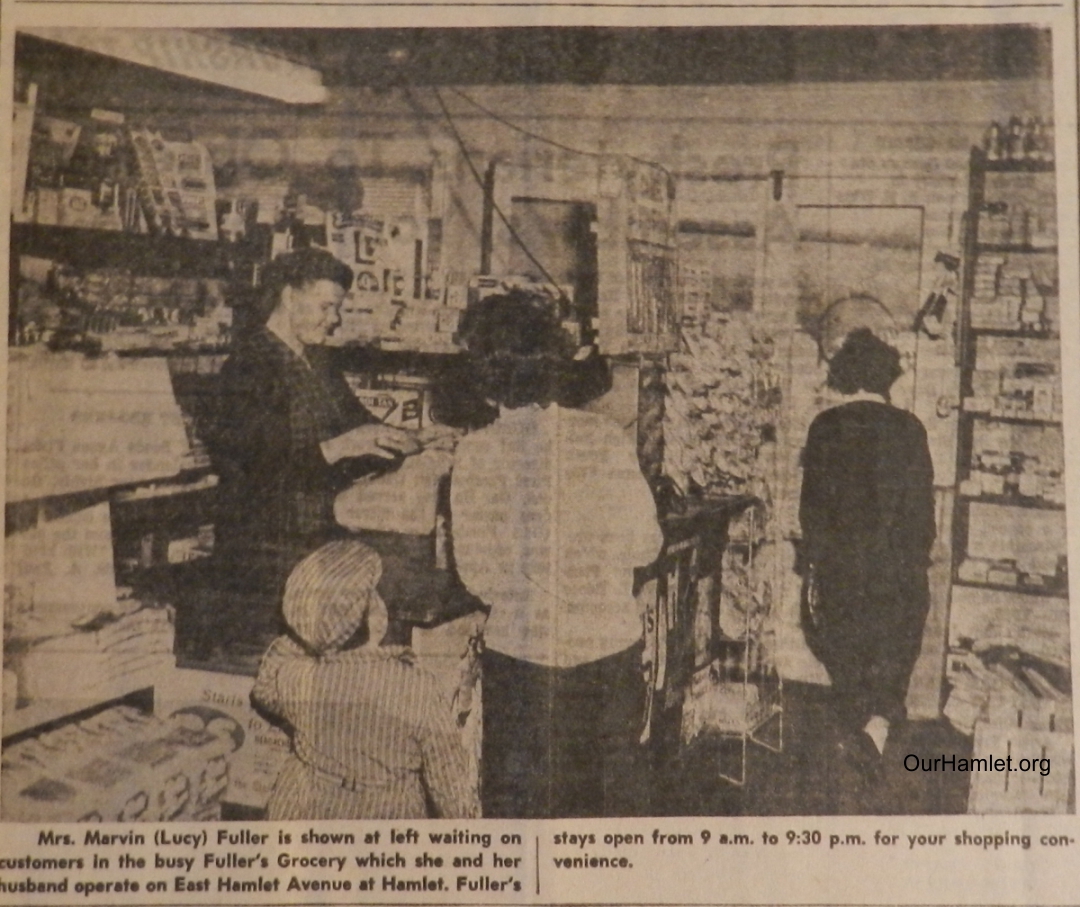 Starts
OurHamlet.org
Mrs. Marvin (Lucy) Fuller is shown at left waiting on
customers in the busy Fuller's Grocery which she and her
husband operate on East Hamlet Avenue at Hamlet. Fuller's
stays open from 9 a.m. to 9:30 p.m. for your shopping con-
venience.